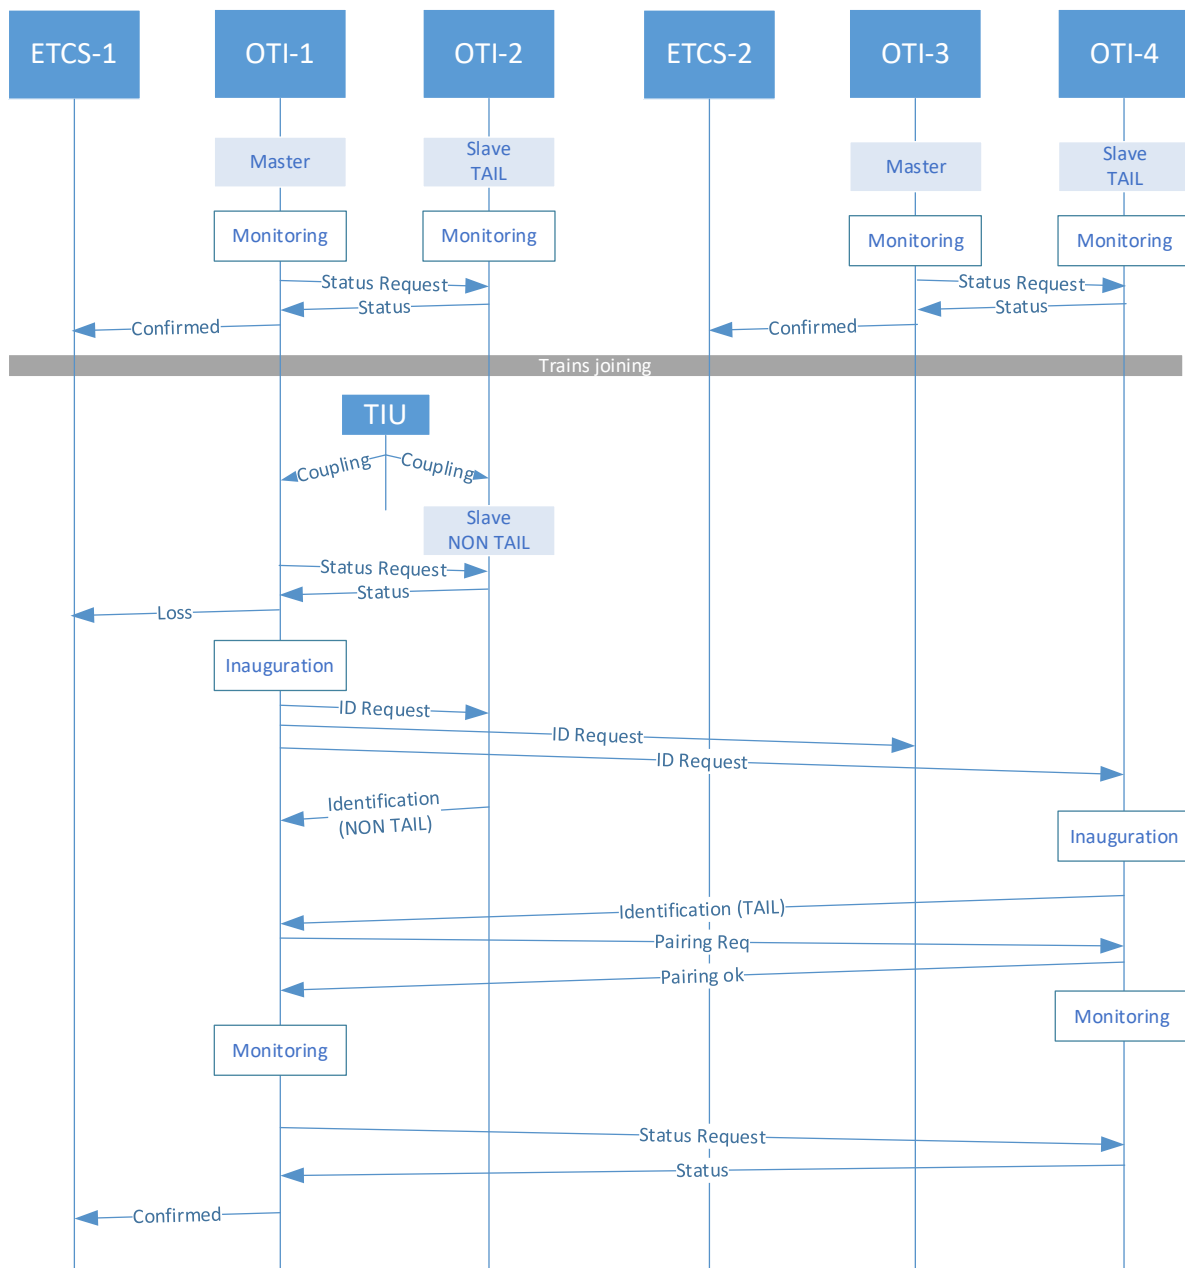 ETCS-1
OTI-1
OTI-2
ETCS-2
OTI-3
OTI-4
Master
Slave
TAIL
Master
Slave
TAIL
Monitoring
Monitoring
Monitoring
Monitoring
Status Request
Status Request
Status
Status
Confirmed
Confirmed
Trains joining
TIU
Coupling
Coupling
Slave
NON TAIL
Status Request
Status
Loss
Inauguration
ID Request
ID Request
ID Request
Identification
(NON TAIL)
Inauguration
Identification (TAIL)
Pairing Req
Pairing ok
Monitoring
Monitoring
Status Request
Status
Confirmed